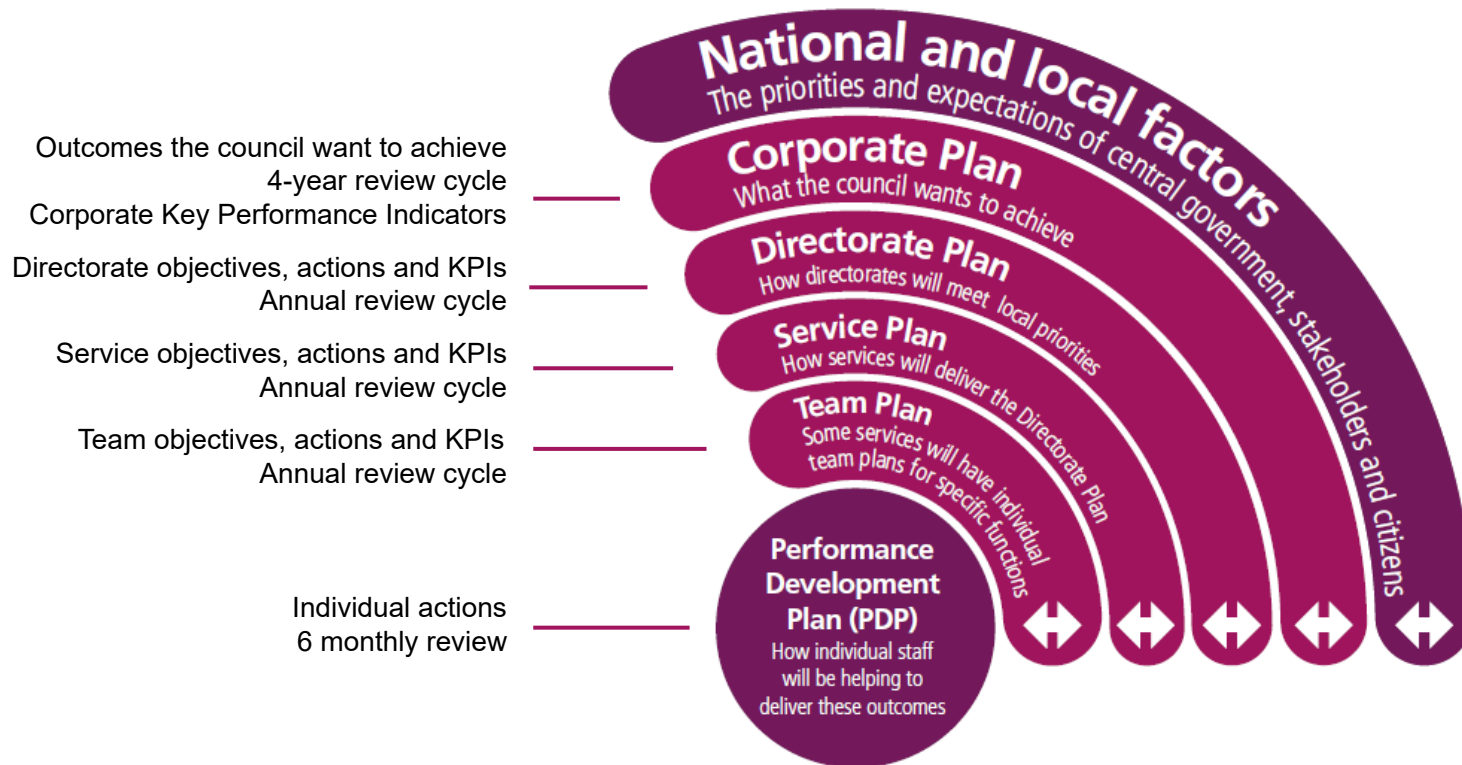 National and local factors
The priorities and expectations of central government, stakeholders and citizens
Outcomes the council want to achieve
4-year review cycle
Corporate Key Performance Indicators
Corporate Plan
What the council wants to achieve
Directorate objectives, actions and KPIs
Annual review cycle
Directorate Plan
How directorates will meet local priorities
Service objectives, actions and KPIs
Annual review cycle
Service Plan
How services will deliver the Directorate Plan
Team objectives, actions and KPIs
Annual review cycle
Team Plan
Some services will have individual
team plans for specific functions
Individual actions
6 monthly review
Performance
Development
Plan (PDP)
How individual staff
will be helping to
deliver these outcomes